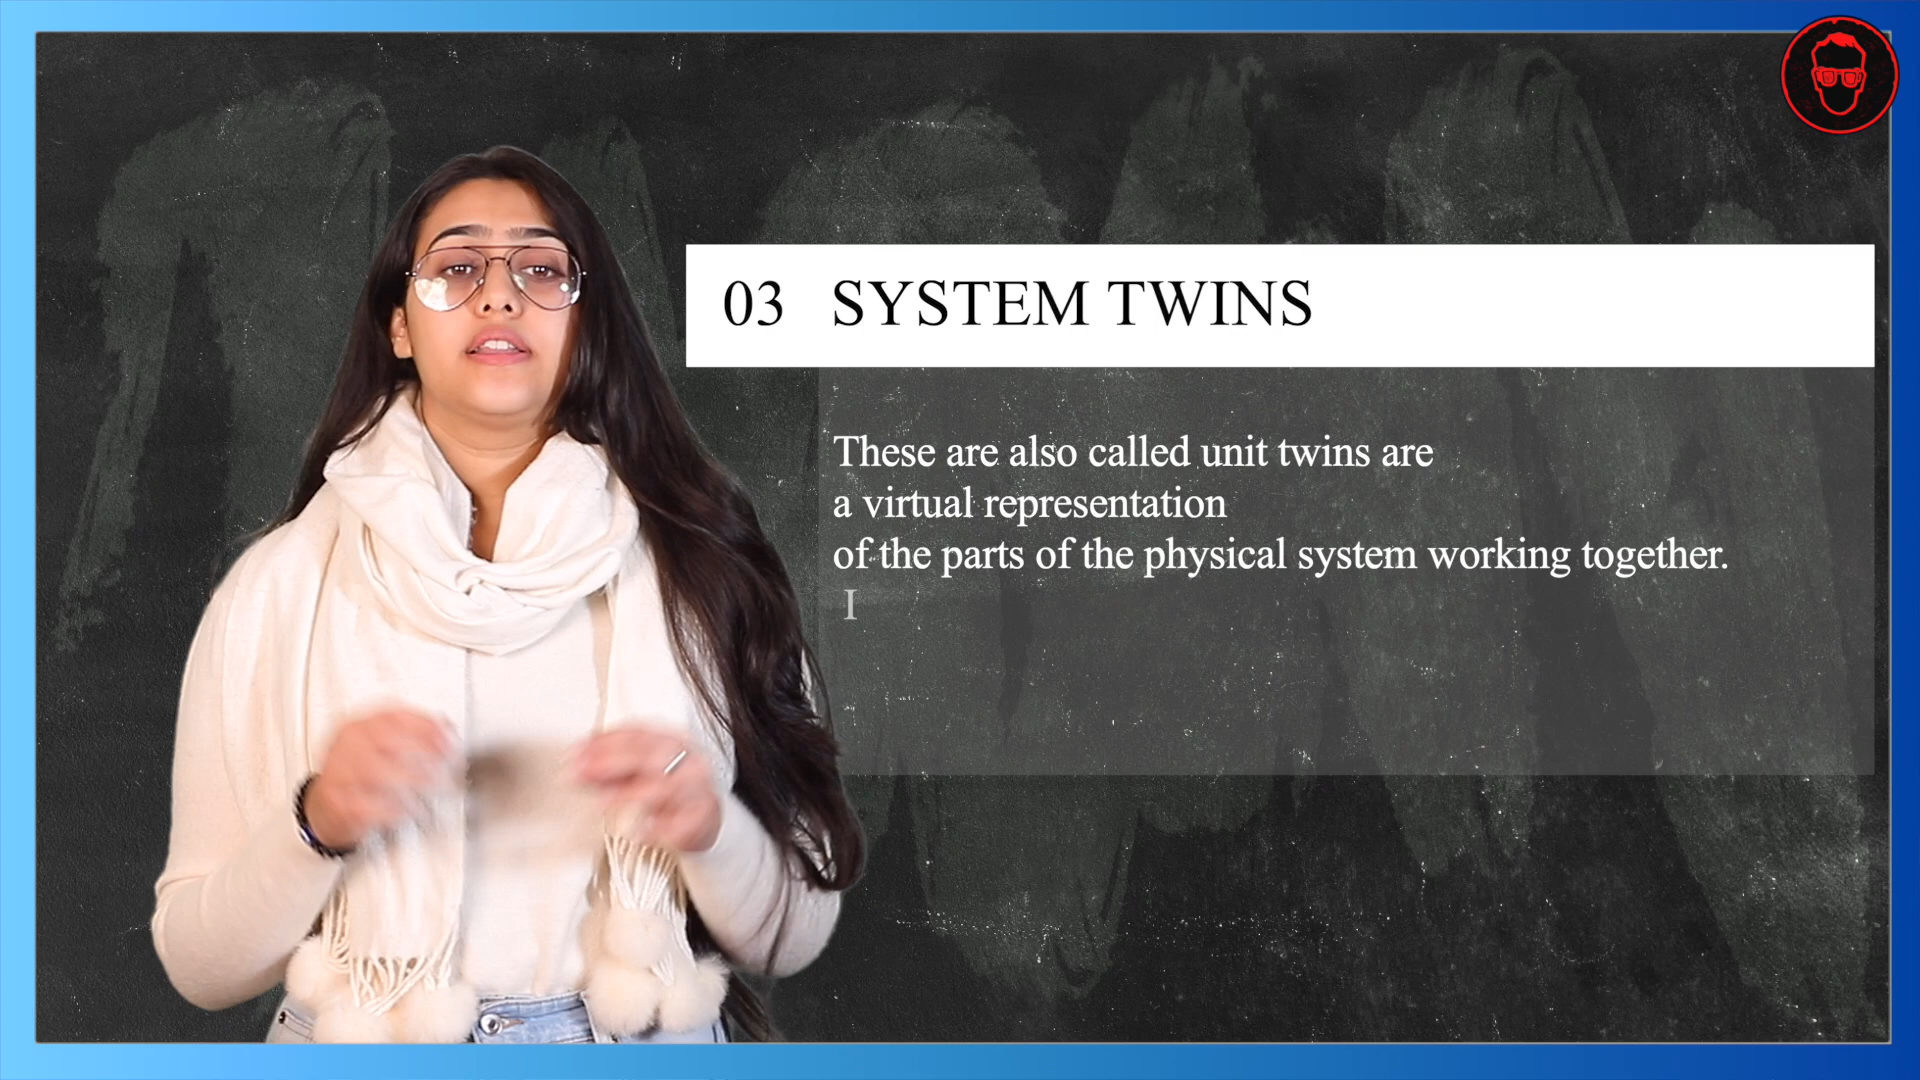 03 SYSTEM TWINS
These are also called unit twins are
a virtual representation
of the parts of the physical system working together.
I